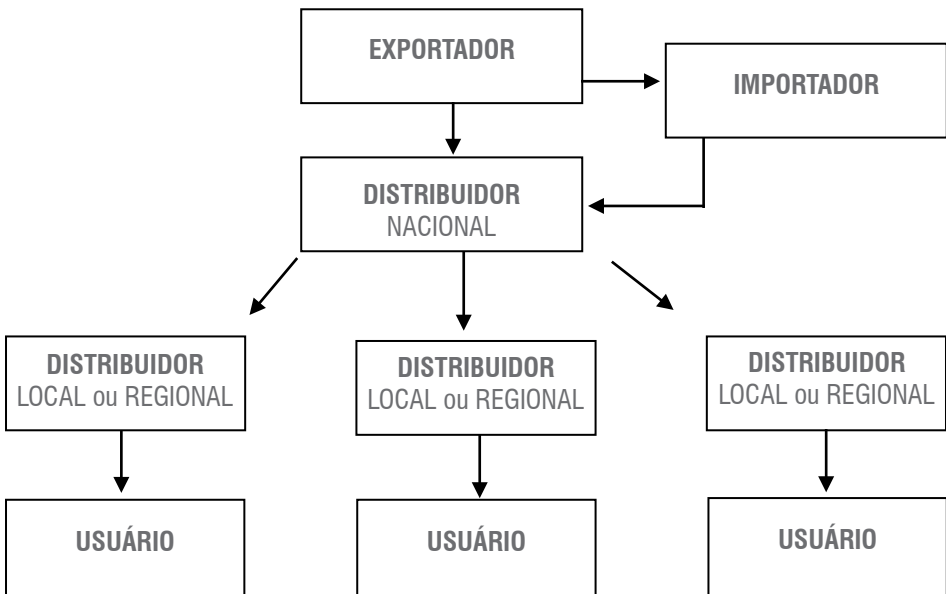 EXPORTADOR
IMPORTADOR
DISTRIBUIDOR
NACIONAL
DISTRIBUIDOR
LOCAL ou REGIONAL
DISTRIBUIDOR
LOCAL ou REGIONAL
DISTRIBUIDOR
LOCAL ou REGIONAL
USUÁRIO
USUÁRIO
USUÁRIO